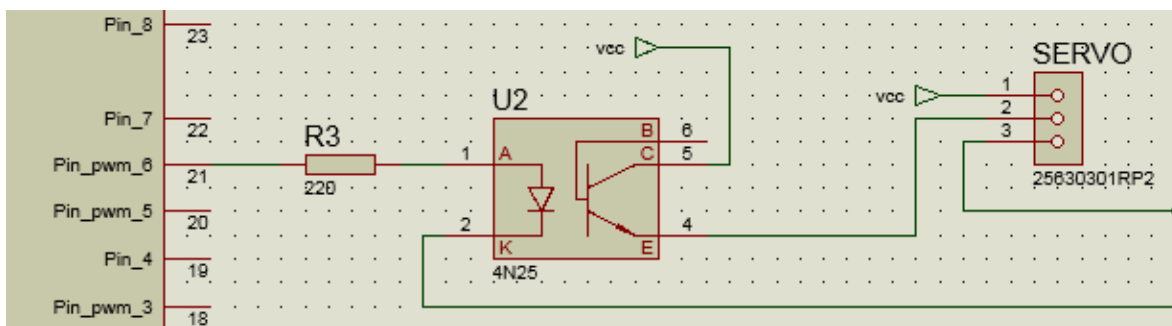 Pin_8
23
Pin_7
22
Pin_pwm_6
21
Pin_pwm_5
20
Pin_4
19
Pin_pwm_3
18
R3
220
vcc
U2
1
A
2
K
B
6
C
5
E
4
4N25
vcc
SERVO
1
2
3
25630301RP2